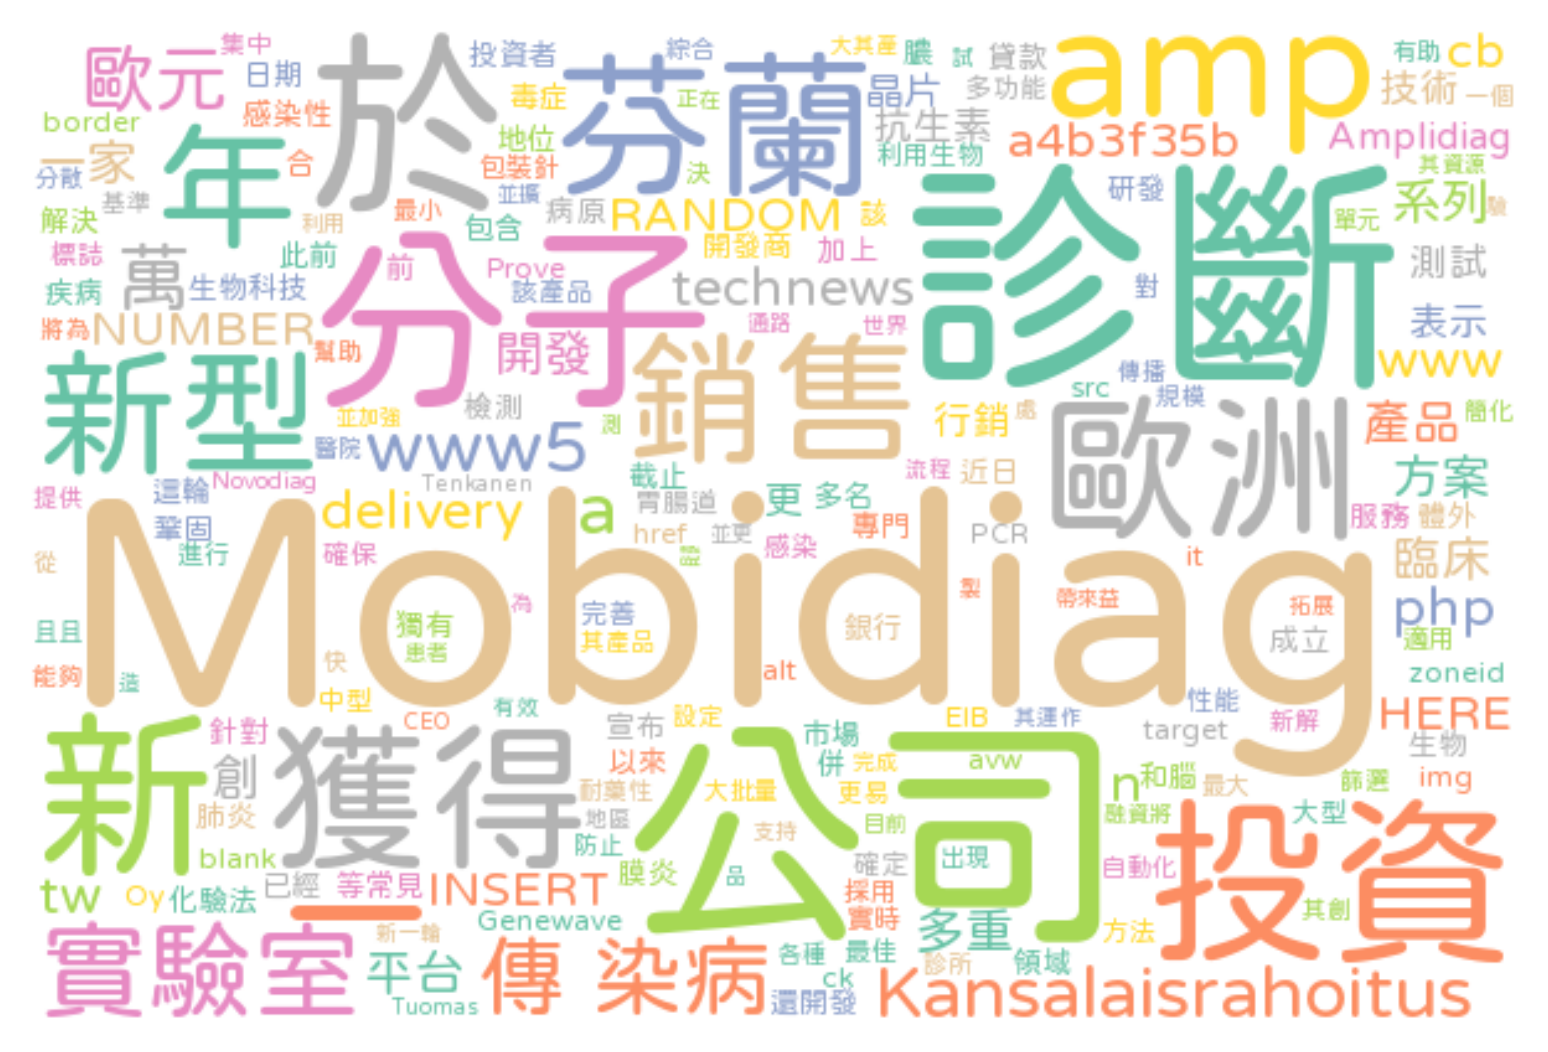 歐元
集中
日期
於
投資者
綜合
大其產
膿
試
貸款
amp
有助
cb
border
感染性
毒症
芬蘭
正在
晶片
多功能
技術
一個
一家
年
合
地位
抗生素
a4b3f35b
Amplidiag
分散
基準
包裝針
決
利用生物
診斷
研發
其資源
解決
利用
最小
並擴
病原
RANDOM
該
單元
系列
驗
標誌
萬
此前
前
包含
開發商
加上
測試
疾病
生物科技
分子
Prove
該產品
technews
對
將為
NUMBER
幫助
開發
銷售
通路
世界
表示
新型
並加強
檢測
測
行銷
處
src
傳播
規模
www
醫院
www5
歐洲
產品
簡化
提供
這輪
Novodiag
Tenkanen
截止
流程
近日
方案
鞏固
delivery
a
胃腸道
更
多名
專門
服務
體外
從
進行
確保
href
並更
感染
PCR
it
臨床
Mobidiag
為
製
帶來益
拓展
php
且且
獨有
患者
完善
其產品
銀行
成立
適用
能夠
造
快
中型
alt
性能
zoneid
新
針對
獲得
CEO
有效
宣布
設定
公司
市場
EIB
其運作
target
新解
HERE
創
以來
併
完成
avw
生物
肺炎
耐藥性
大批量
更易
n
和腦
最大
篩選
img
blank
地區
防止
支持
目前
融資將
投資
大型
tw
Oy
化驗法
已經
等常見
INSERT
膜炎
品
確定
出現
自動化
實驗室
一
新一輪
Genewave
採用
實時
多重
方法
其創
平台
Tuomas
傳
染病
各種
最佳
ck
還開發
診所
領域
Kansalaisrahoitus